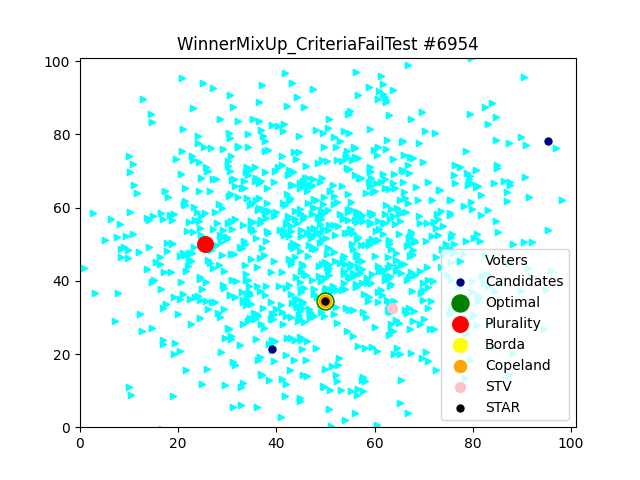 WinnerMixUp_CriteriaFailTest #6954
100
80
60
40
20
0
0
20
40
60
80
100
Voters
Candidates
Optimal
Plurality
Borda
Copeland
STV
STAR